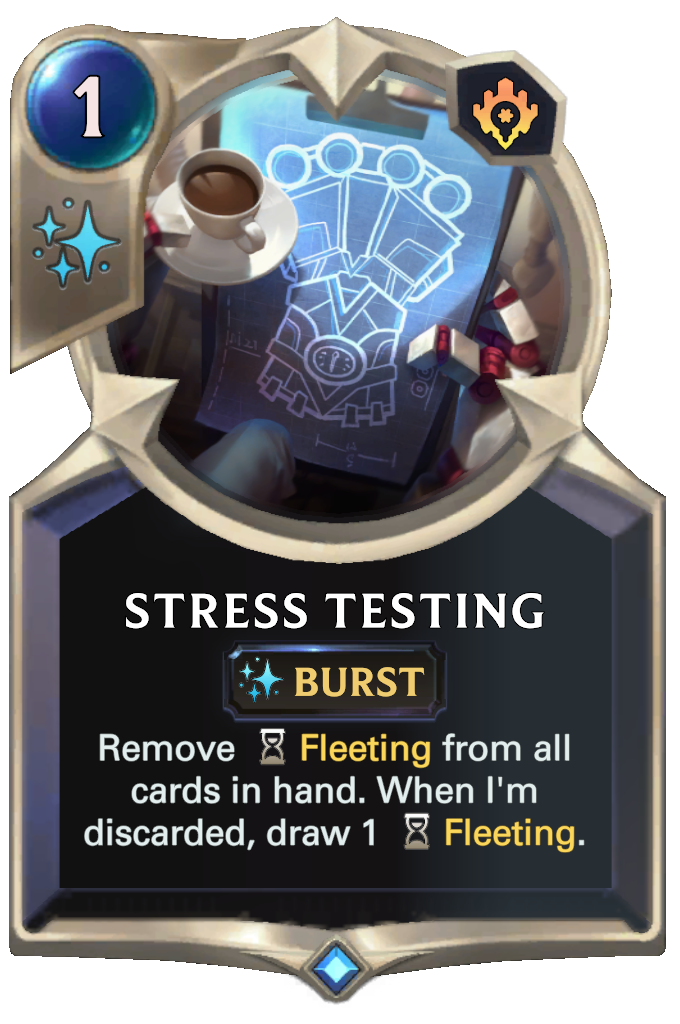 1
STRESS TESTING
BURST
Remove Fleeting from all
cards in hand. When I'm
discarded, draw 1 Fleeting.